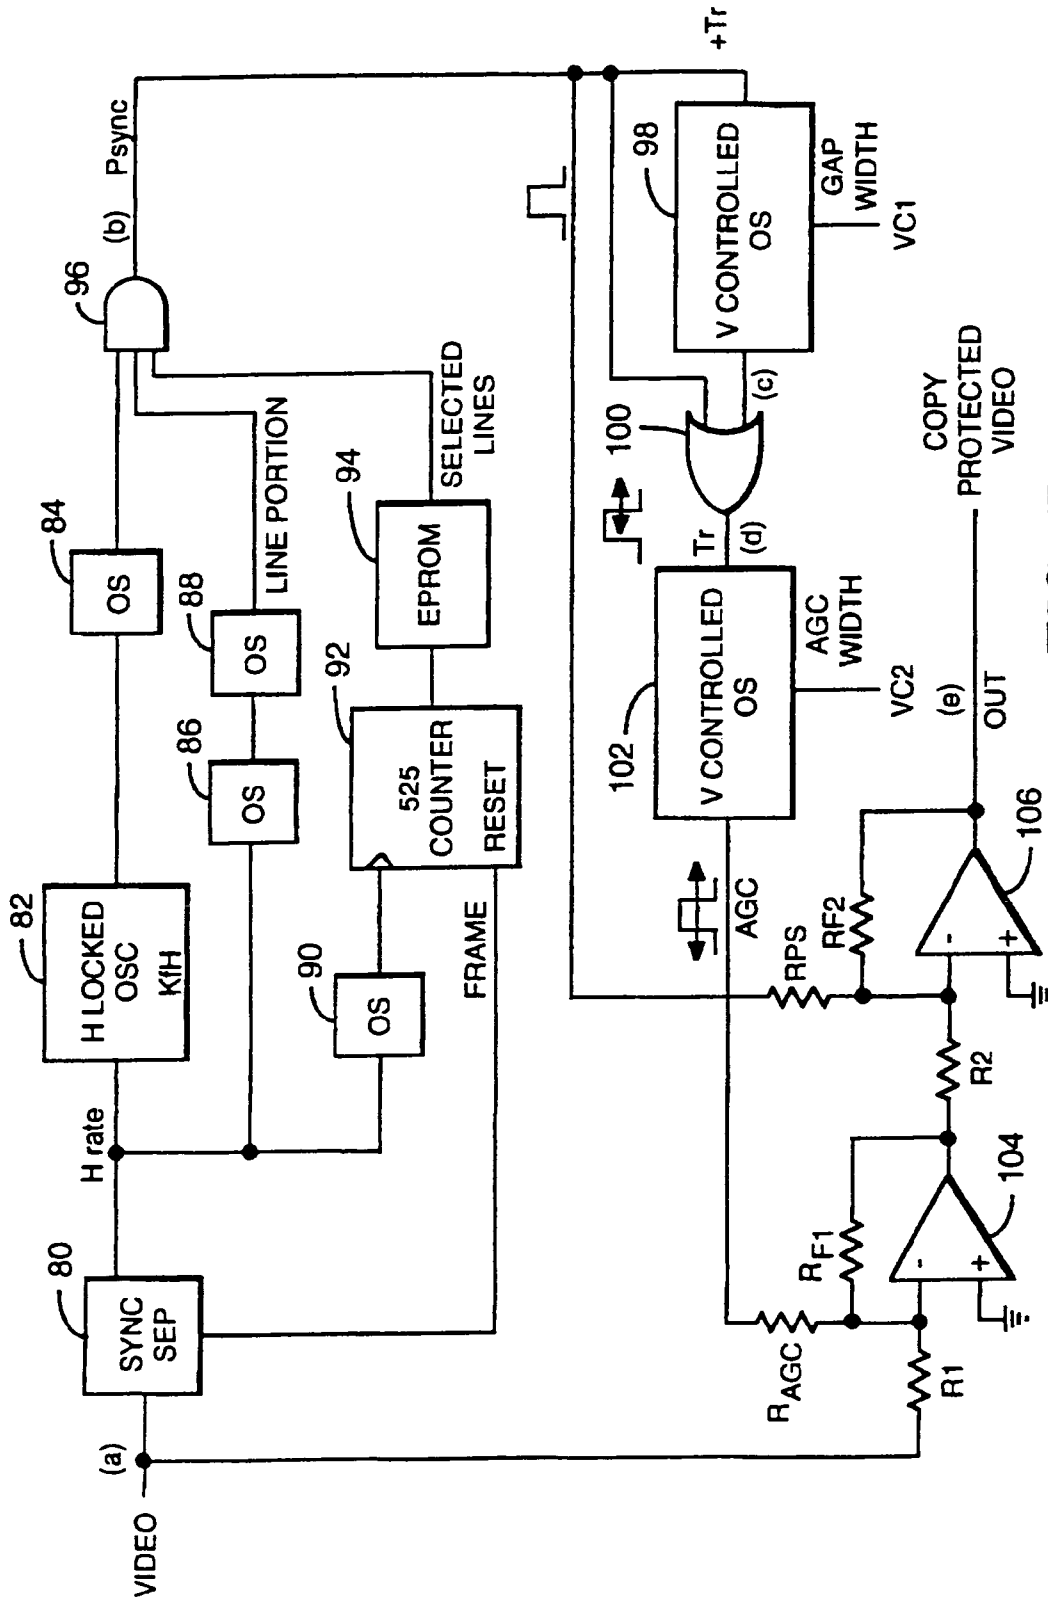 VIDEO
(a)
80
SYNC
SEP
H rate
82
H LOCKED
OSC
KfH
84
OS
86
OS
88
OS
LINE PORTION
90
OS
FRAME
92
525
COUNTER
RESET
94
EPROM
SELECTED
LINES
96
(b)
Psync
+Tr
98
V CONTROLLED
OS
GAP
WIDTH
VC1
(c)
100
Tr
(d)
102
V CONTROLLED
OS
AGC
WIDTH
VC2
AGC
RAGC
R1
RF1
-
+
104
R2
RPS
RF2
-
+
106
(e)
OUT
COPY
PROTECTED
VIDEO